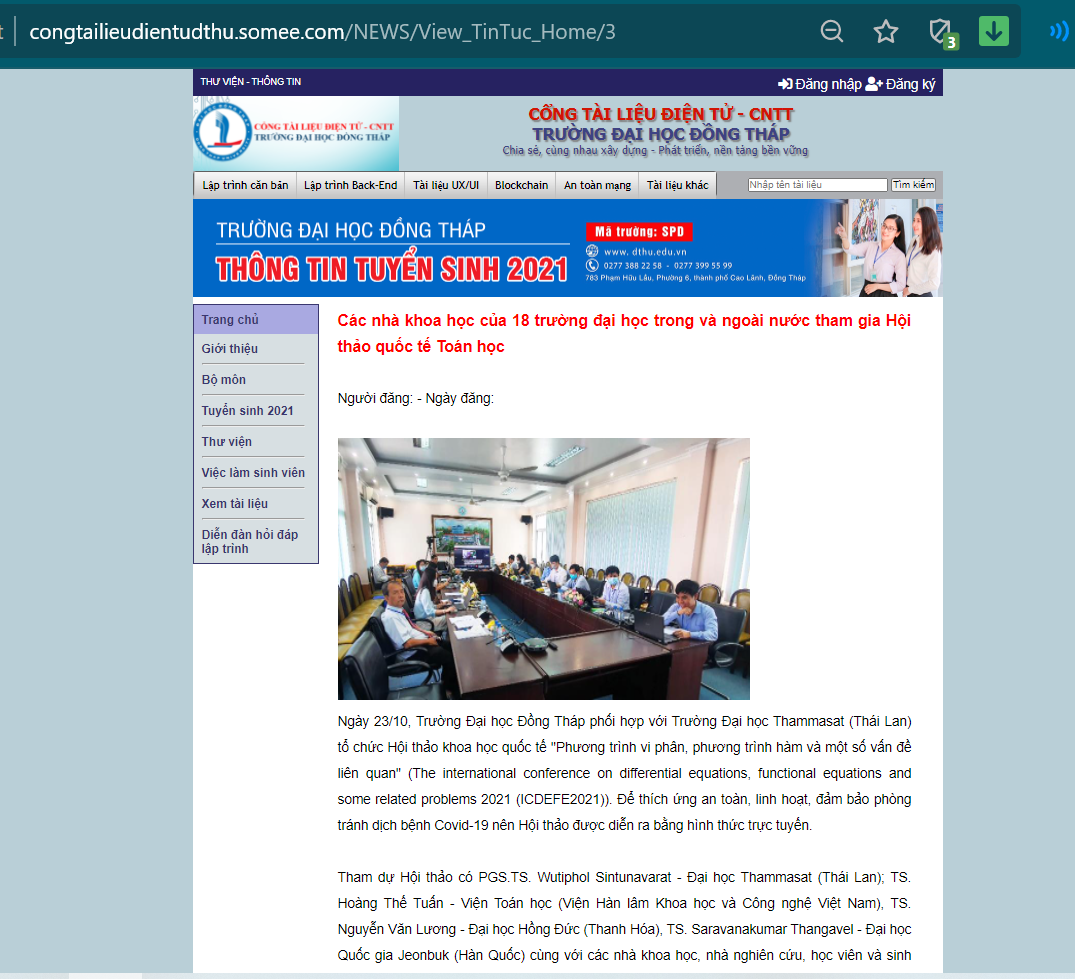 congtailieudientudthu.somee.com/NEWS/View_TinTuc_Home/3
3
THƯ VIỆN - THÔNG TIN
Đăng nhập Đăng ký
CỔNG TÀI LIỆU ĐIỆN TỬ - CNTT
TRƯỜNG ĐẠI HỌC ĐỒNG THÁP
CỔNG TÀI LIỆU ĐIỆN TỬ - CNTT
TRƯỜNG ĐẠI HỌC ĐỒNG THÁP
Chia sẻ, cùng nhau xây dựng - Phát triển, nền tảng bền vững
Lập trình căn bản Lập trình Back-End Tài liệu UX/UI Blockchain An toàn mạng Tài liệu khác Nhập tên tài liệu Tìm kiếm
TRƯỜNG ĐẠI HỌC ĐỒNG THÁP
THÔNG TIN TUYỂN SINH 2021
Mã trường: SPD
www. dthu.edu.vn
0277 388 22 58 - 0277 399 55 99
783 Phạm Hữu Lầu, Phường 6, thành phố Cao Lãnh, Đồng Tháp
Trang chủ
Giới thiệu
Bộ môn
Tuyển sinh 2021
Thư viện
Việc làm sinh viên
Xem tài liệu
Diễn đàn hỏi đáp
lập trình
Các nhà khoa học của 18 trường đại học trong và ngoài nước tham gia Hội
thảo quốc tế Toán học
Người đăng: - Ngày đăng:
Ngày 23/10, Trường Đại học Đồng Tháp phối hợp với Trường Đại học Thammasat (Thái Lan)
tổ chức Hội thảo khoa học quốc tế "Phương trình vi phân, phương trình hàm và một số vấn đề
liên quan" (The international conference on differential equations, functional equations and
some related problems 2021 (ICDEFE2021)). Để thích ứng an toàn, linh hoạt, đảm bảo phòng
tránh dịch bệnh Covid-19 nên Hội thảo được diễn ra bằng hình thức trực tuyến.
Tham dự Hội thảo có PGS.TS. Wutiphol Sintunavarat - Đại học Thammasat (Thái Lan); TS.
Hoàng Thế Tuấn - Viện Toán học (Viện Hàn lâm Khoa học và Công nghệ Việt Nam), TS.
Nguyễn Văn Lương - Đại học Hồng Đức (Thanh Hóa), TS. Saravanakumar Thangavel - Đại học
Quốc gia Jeonbuk (Hàn Quốc) cùng với các nhà khoa học, nhà nghiên cứu, học viên và sinh